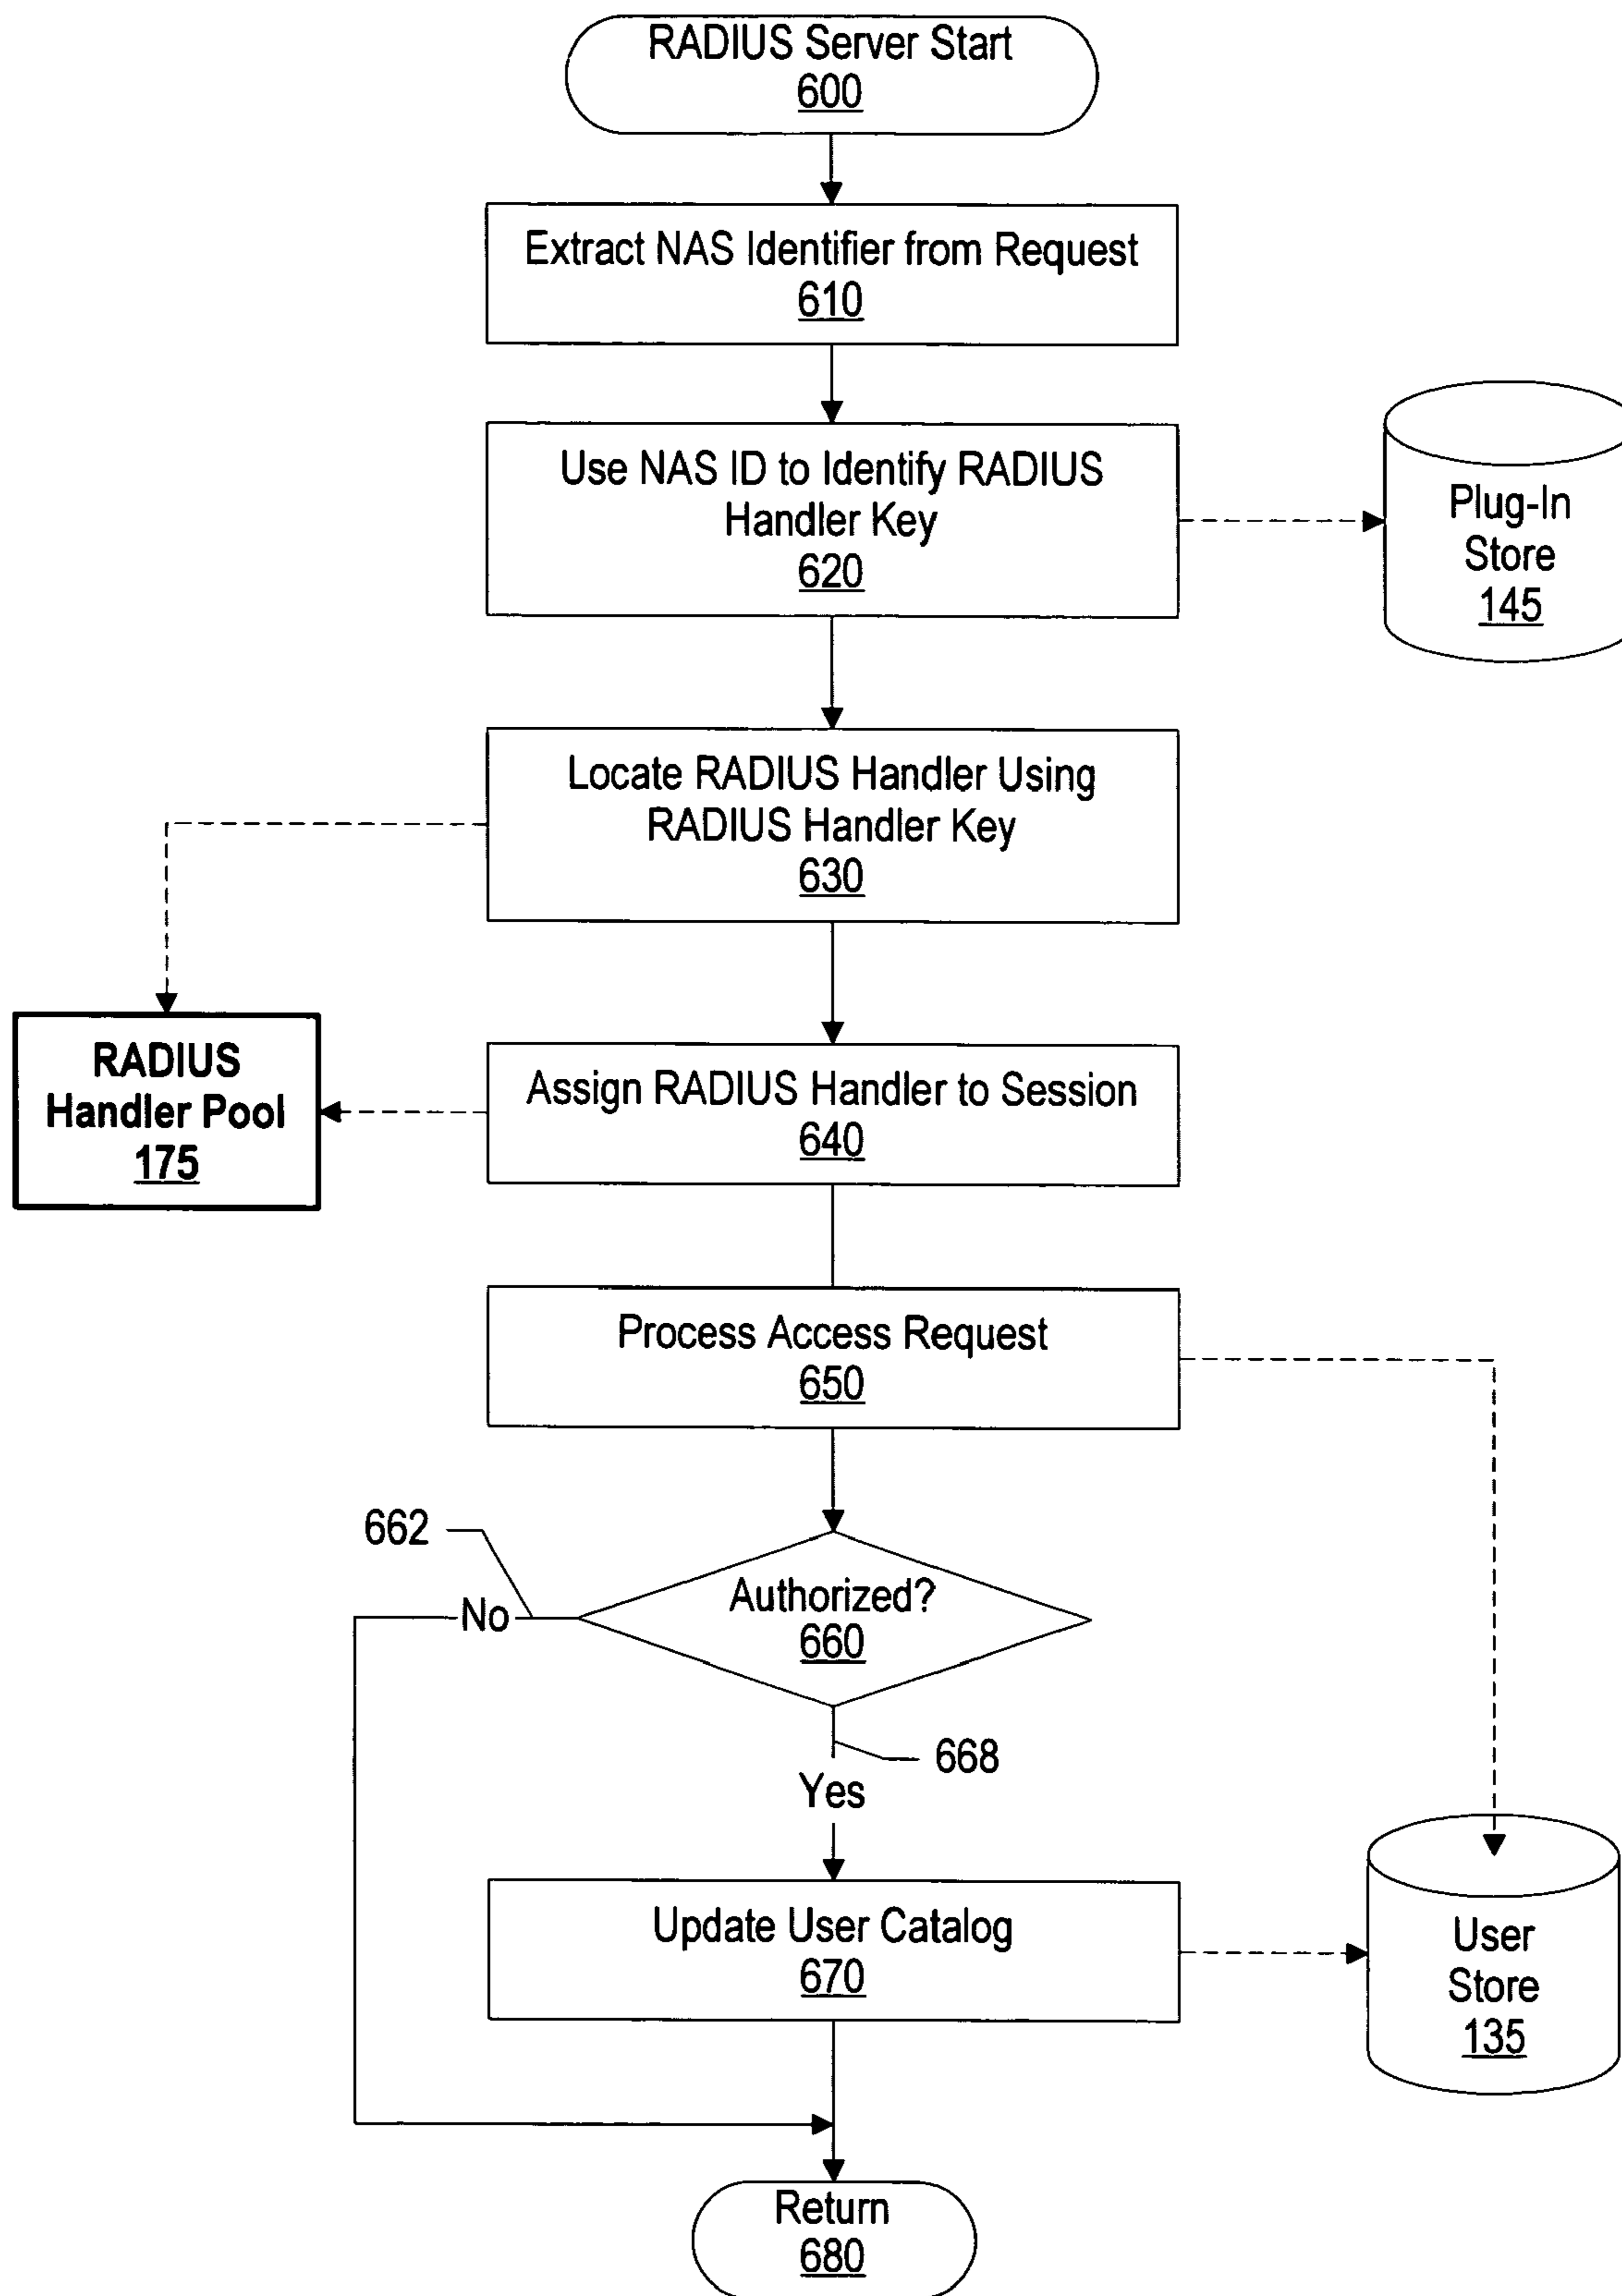 RADIUS Server Start
600
Extract NAS Identifier from Request
610
Use NAS ID to Identify RADIUS
Handler Key
620
Plug-In
Store
145
Locate RADIUS Handler Using
RADIUS Handler Key
630
RADIUS
Handler Pool
175
Assign RADIUS Handler to Session
640
Process Access Request
650
662
No
Authorized?
660
668
Yes
Update User Catalog
670
User
Store
135
Return
680